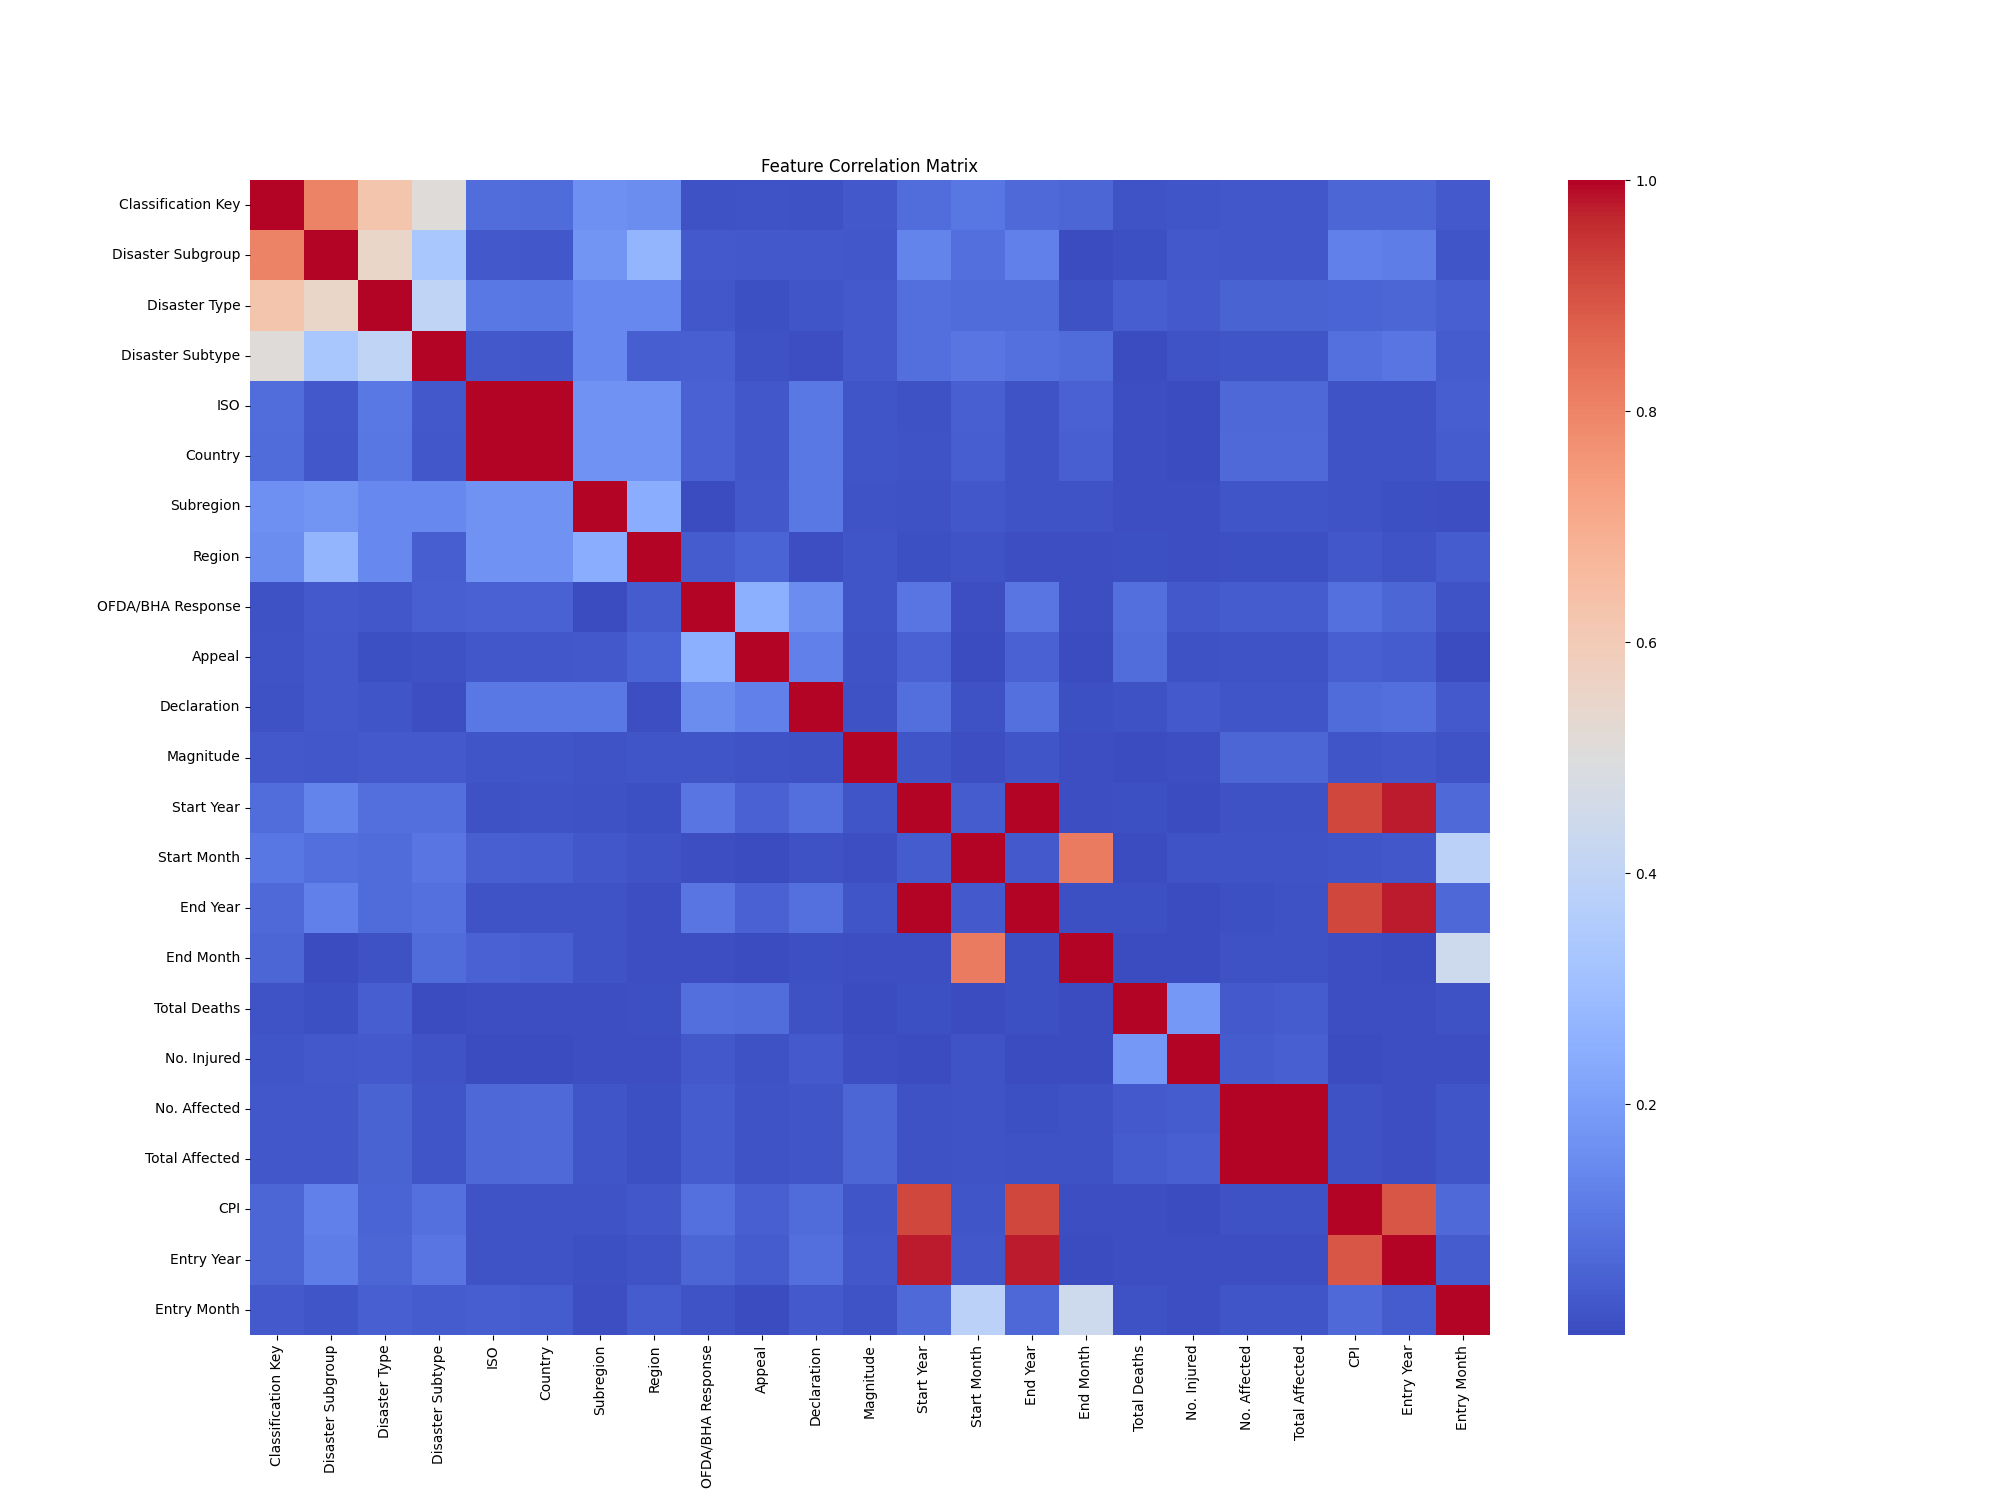 Feature Correlation Matrix
Classification Key
Disaster Subgroup
Disaster Type
Disaster Subtype
ISO
Country
Subregion
Region
OFDA/BHA Response
Appeal
Declaration
Magnitude
Start Year
Start Month
End Year
End Month
Total Deaths
No. Injured
No. Affected
Total Affected
CPI
Entry Year
Entry Month
Classification Key
Disaster Subgroup
Disaster Type
Disaster Subtype
ISO
Country
Subregion
Region
OFDA/BHA Response
Appeal
Declaration
Magnitude
Start Year
Start Month
End Year
End Month
Total Deaths
No. Injured
No. Affected
Total Affected
CPI
Entry Year
Entry Month
1.0
0.8
0.6
0.4
0.2